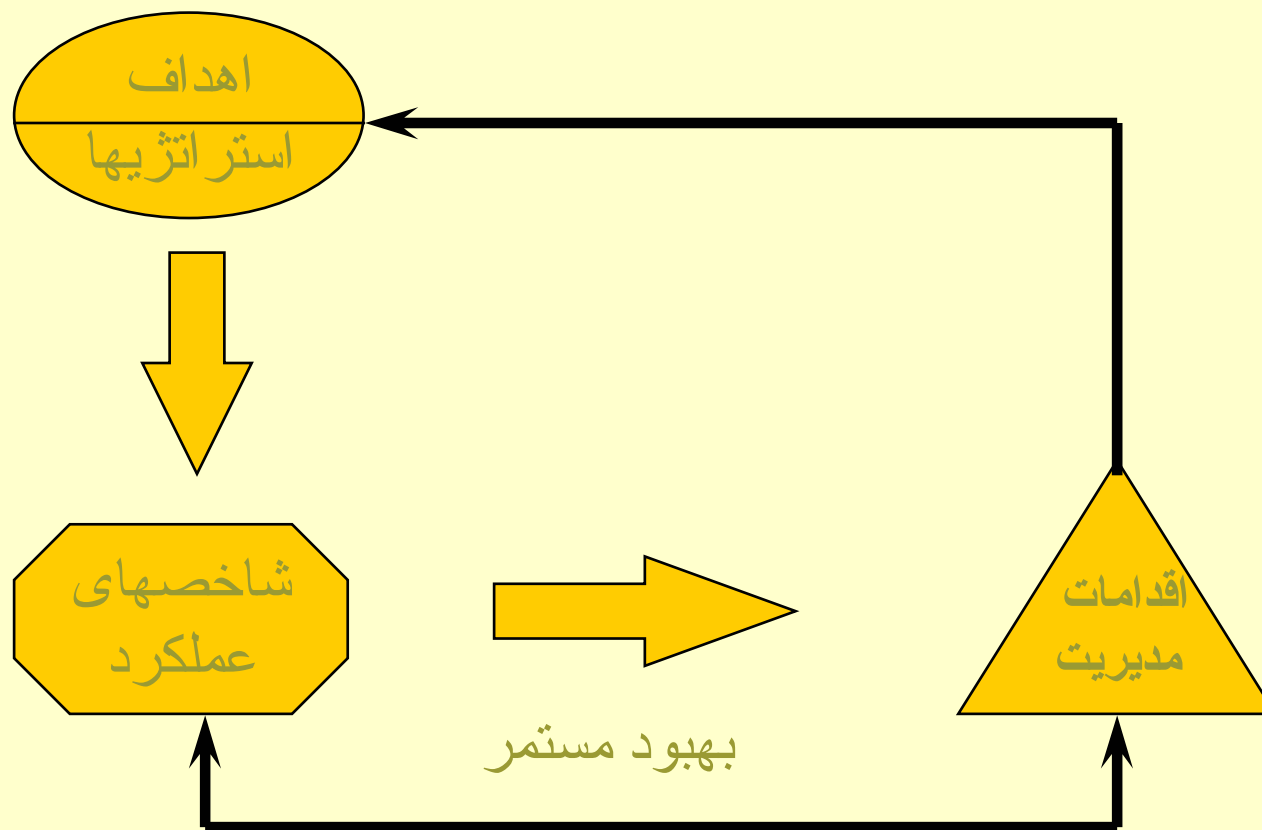 اهداف
استراتژیها
شاخصهای
عملکرد
اقدامات
مدیریت
بهبود مستمر